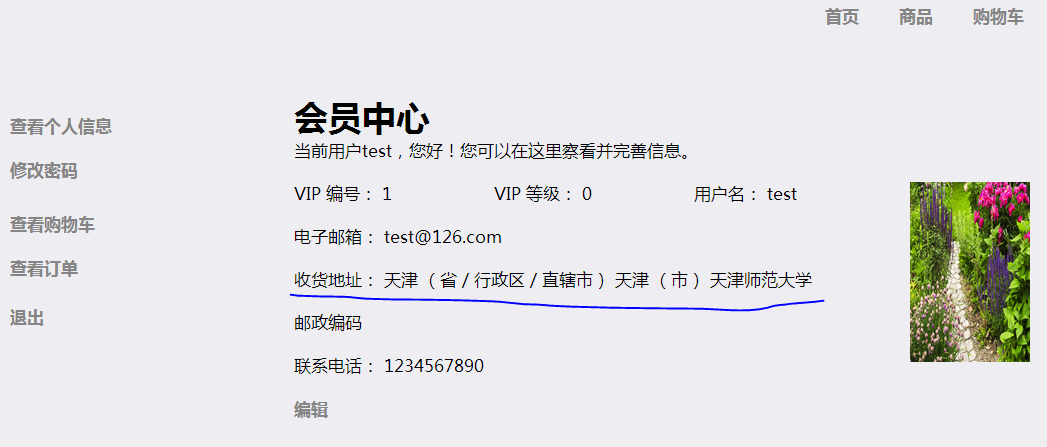 首页 商品 购物车
会员中心
查看个人信息
当前用户test，您好！您可以在这里察看并完善信息。
修改密码
VIP 编号： 1 VIP 等级： 0 用户名： test
查看购物车
电子邮箱： test@126.com
查看订单
收货地址： 天津 （ 省 / 行政区 / 直辖市 ） 天津 （ 市 ） 天津师范大学
退出
邮政编码
联系电话： 1234567890
编辑